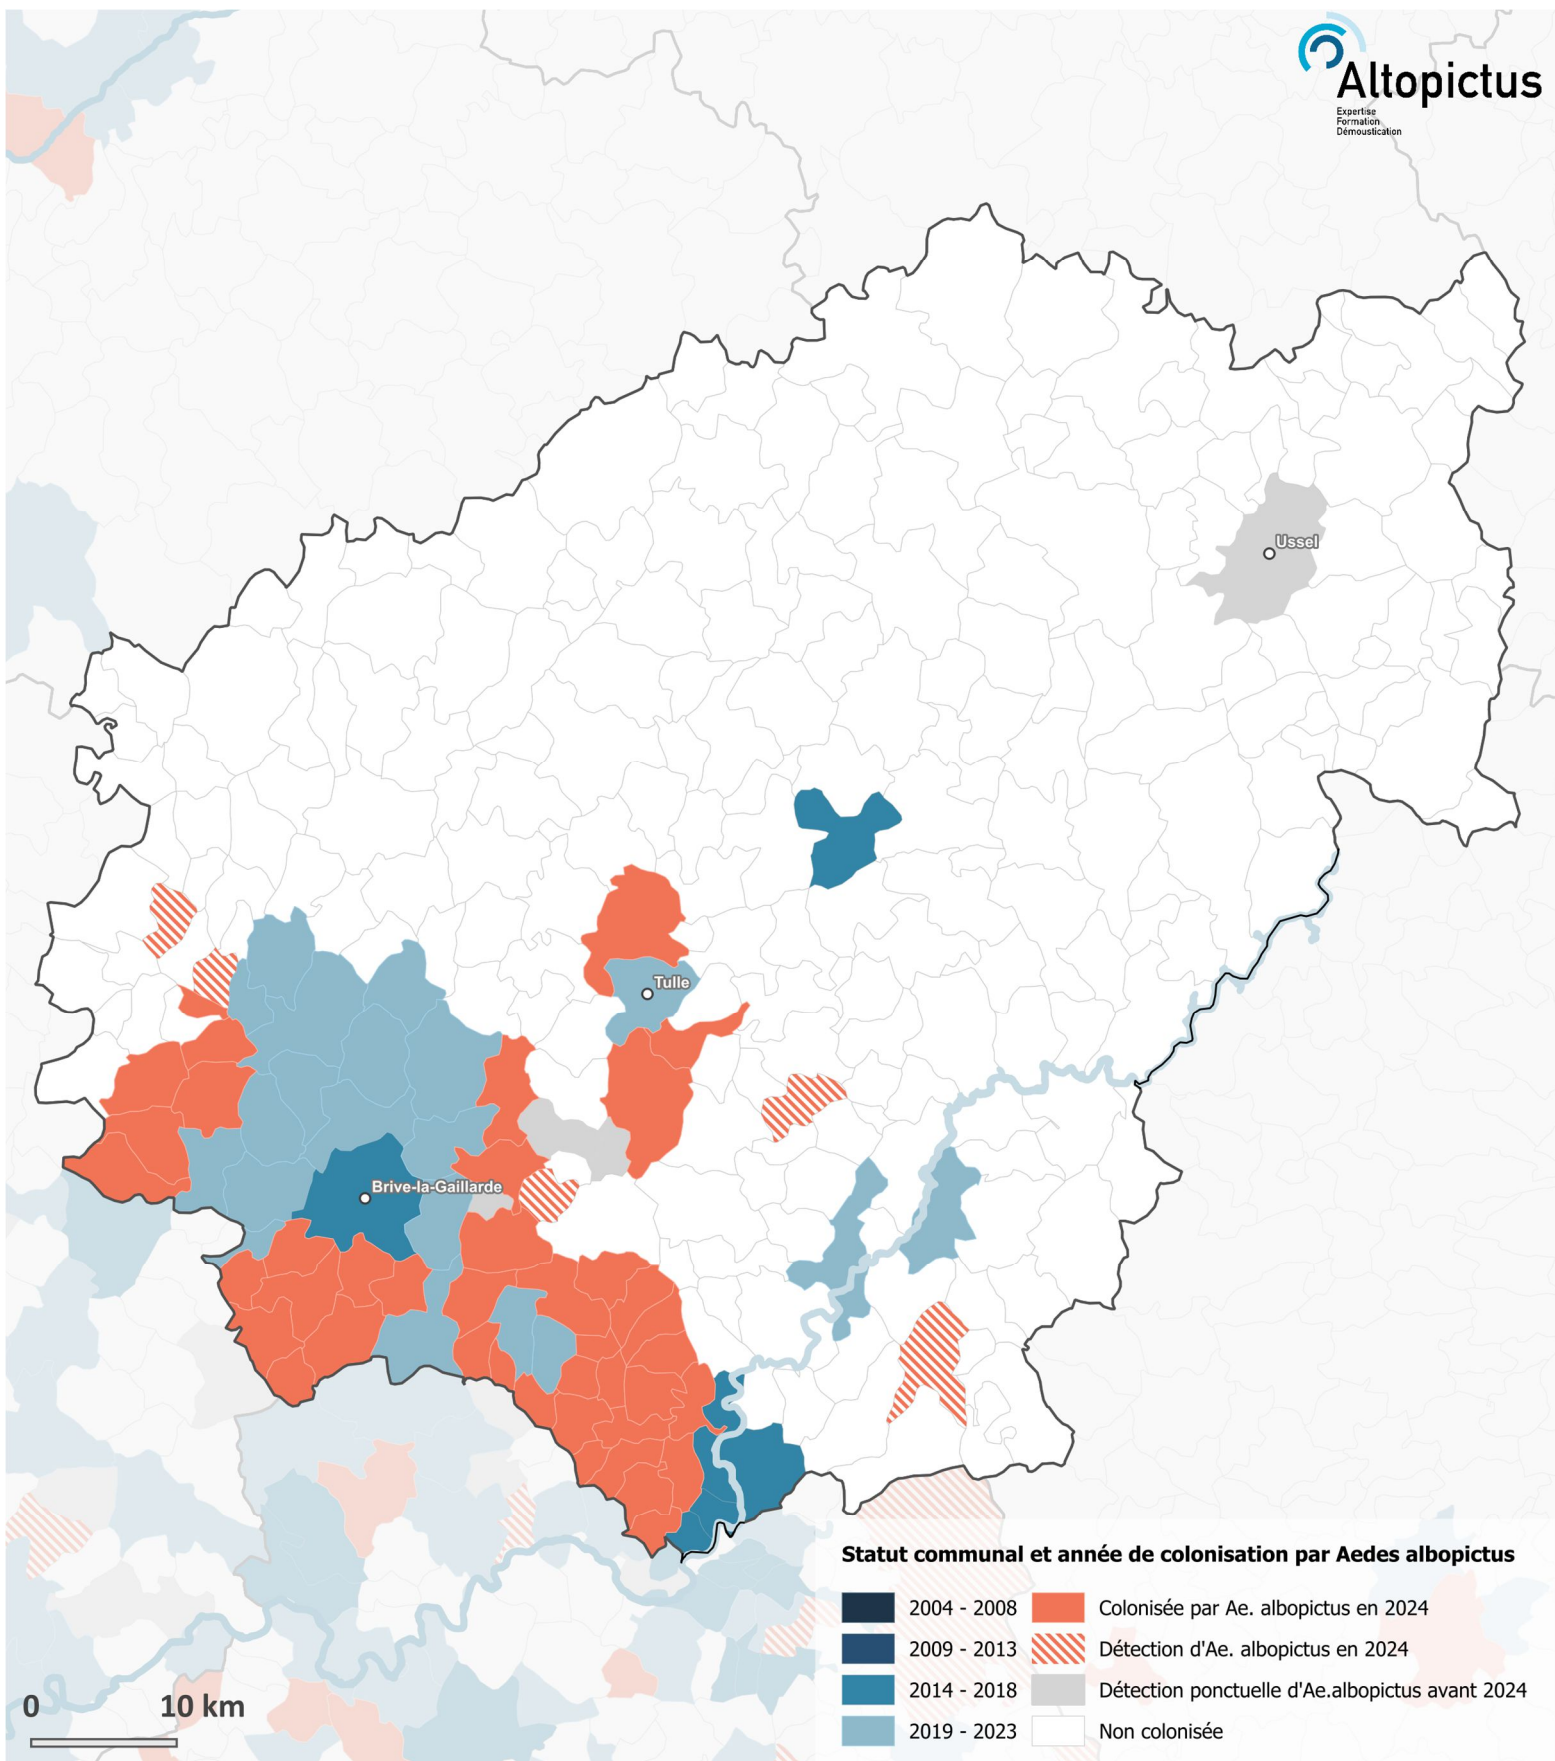 Altopictus
Expertise
Formation
Démoustication
Ussel
Tulle
Brive-la-Gaillarde
Statut communal et année de colonisation par Aedes albopictus
2004 - 2008 Colonisée par Ae. albopictus en 2024
2009 - 2013 Détection d'Ae. albopictus en 2024
2014 - 2018 Détection ponctuelle d'Ae.albopictus avant 2024
2019 - 2023 Non colonisée
0 10 km